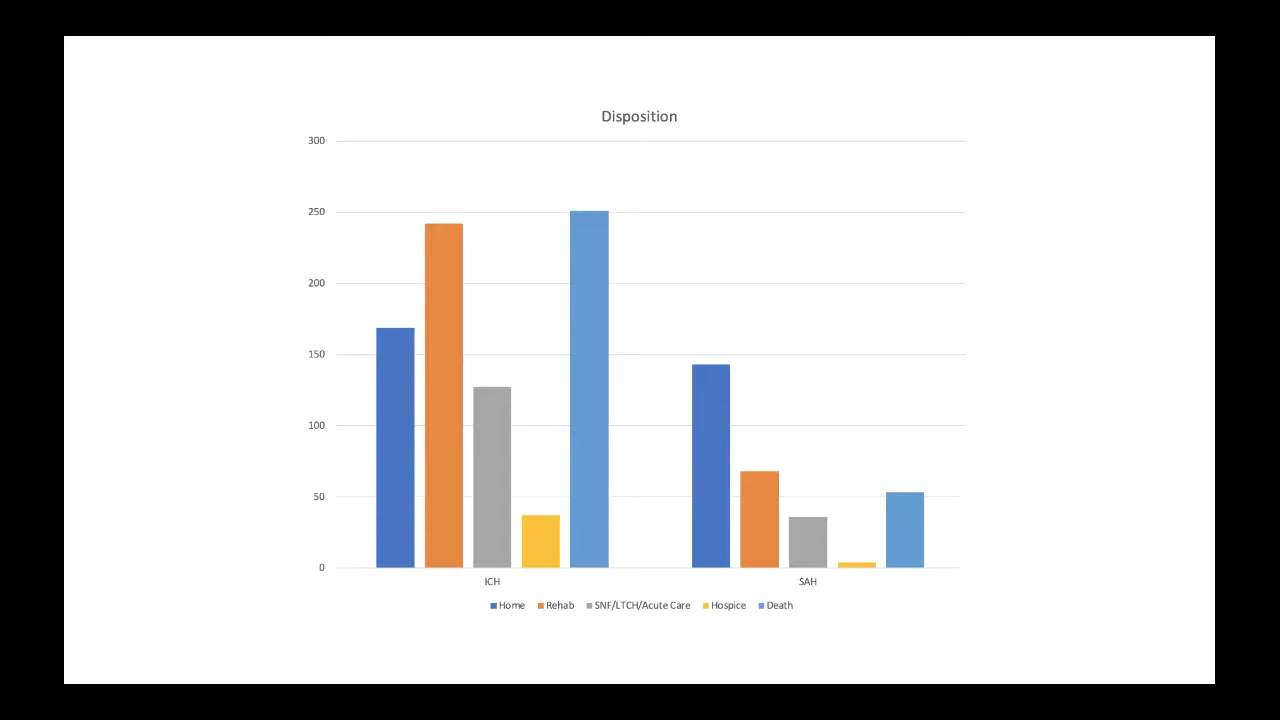 Disposition
300
250
200
150
100
50
0
ICH SAH
Home Rehab SNF/LTCH/Acute Care Hospice Death